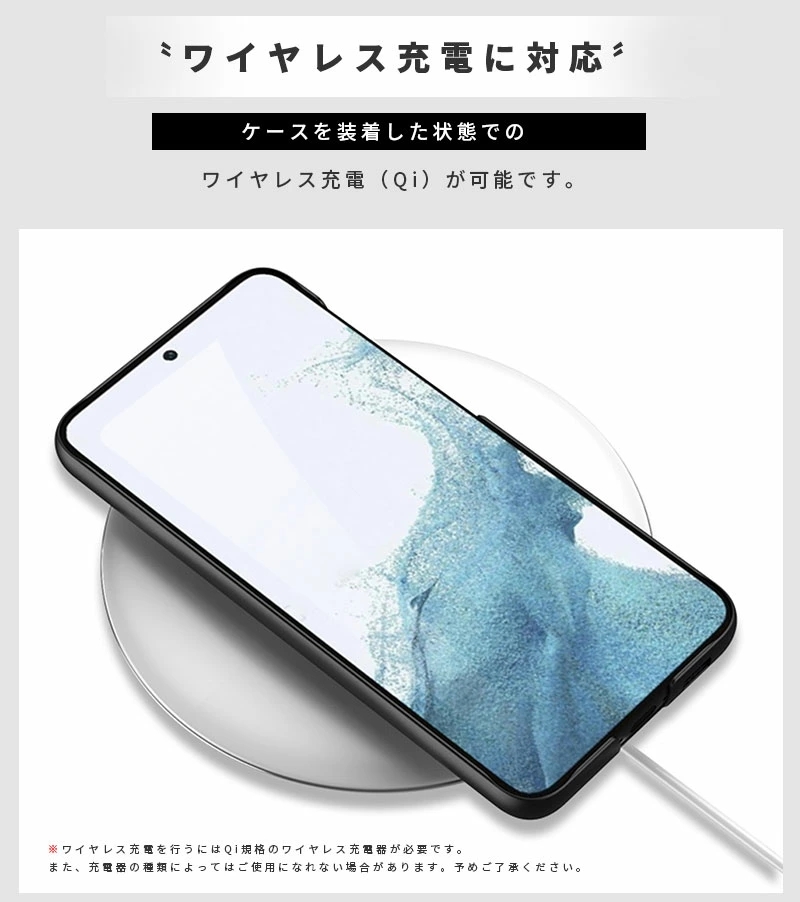 〝ワイヤレス充電に対応〞
ケースを装着した状態での
ワイヤレス充電（Qi）が可能です。
※ワイヤレス充電を行うにはQi規格のワイヤレス充電器が必要です。
また、充電器の種類によってはご使用になれない場合があります。予めご了承ください。